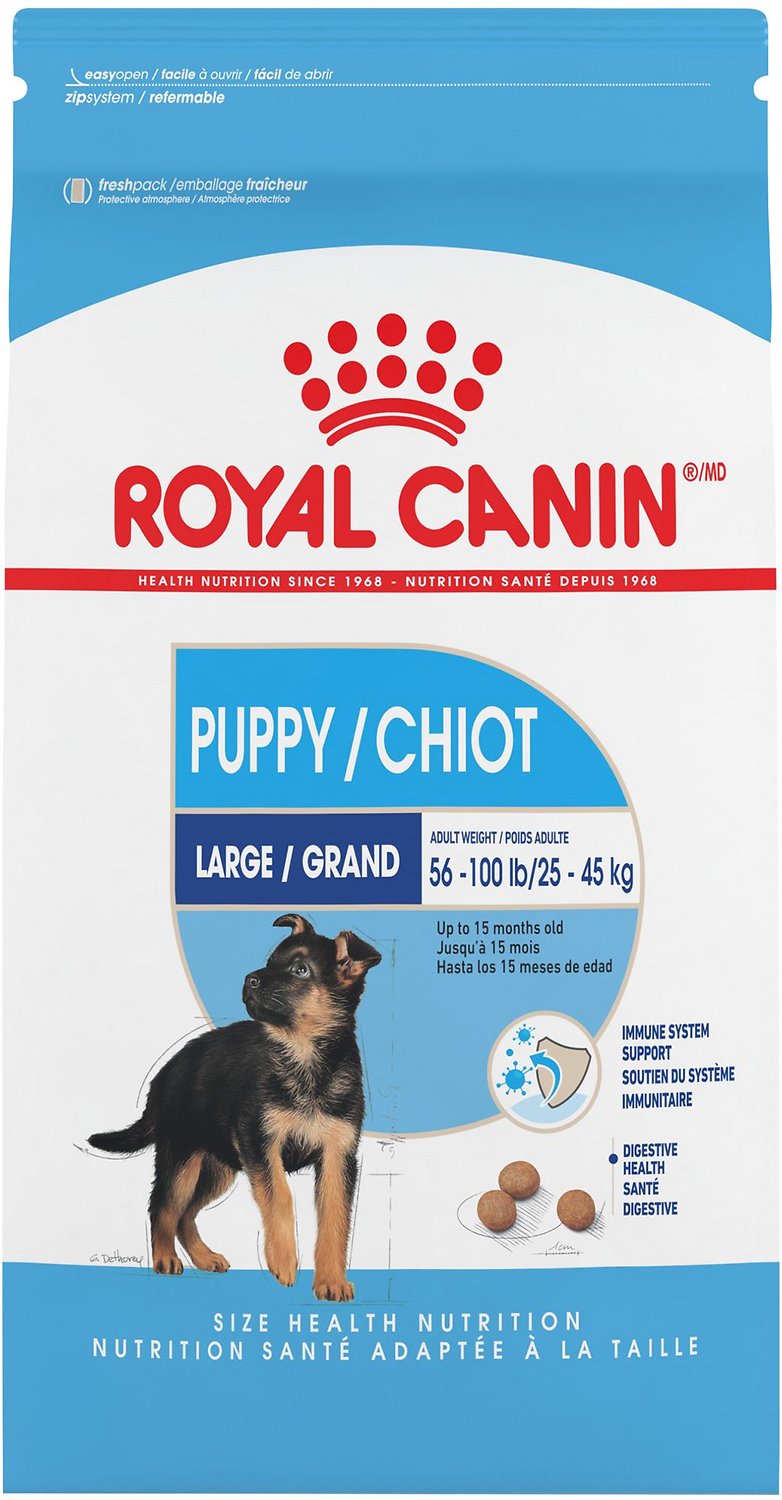 easyopen / facile à ouvrir / fácil de abrir
zipsystem / refermable
freshpack /emballage fraîcheur
Protective atmosphere / Atmosphère protectrice
ROYAL CANIN®/MD
HEALTH NUTRITION SINCE 1968 - NUTRITION SANTÉ DEPUIS 1968
PUPPY / CHIOT
LARGE / GRAND
ADULT WEIGHT / POIDS ADULTE
56 -100 lb/25 - 45 kg
Up to 15 months old
Jusqu'à 15 mois
Hasta los 15 meses de edad
IMMUNE SYSTEM
SUPPORT
SOUTIEN DU SYSTÈME
IMMUNITAIRE
DIGESTIVE
HEALTH
SANTÉ
DIGESTIVE
1cm
SIZE HEALTH NUTRITION
NUTRITION SANTÉ ADAPTÉE À LA TAILLE